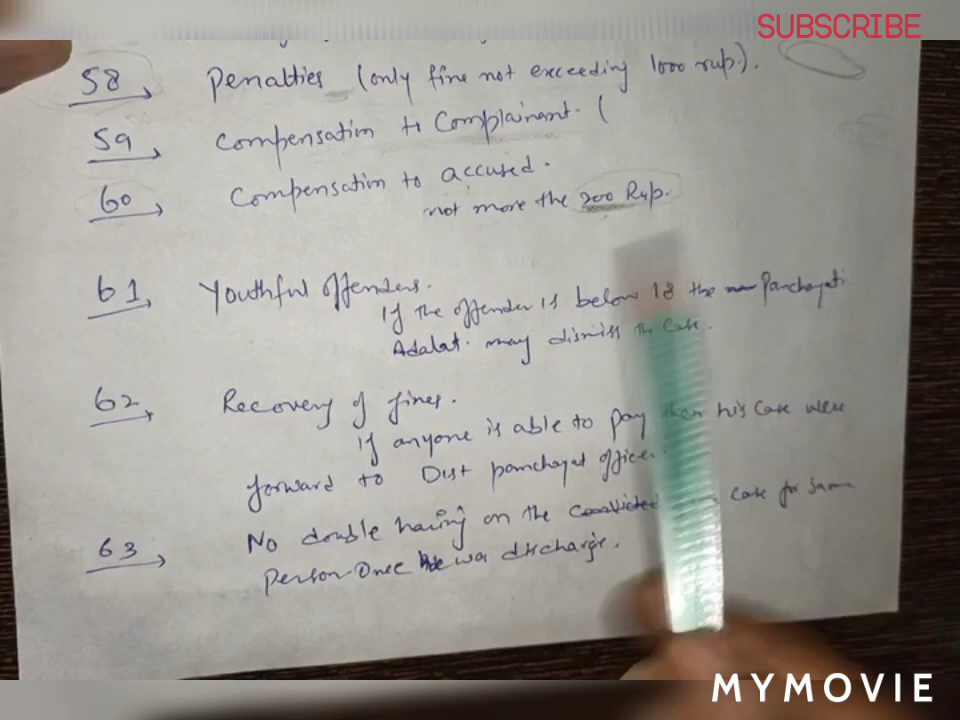 SUBSCRIBE
58 Penalties (only fine not exceeding 1000 rup.).
59 Compensation to Complainant. (
60 Compensation to accused.
not more the 200 Rup.
61, Youthful offenders.
If the offender is below 18 the Panchayati
Adalat. may dismiss the Case.
62 Recovery of fines.
If anyone is able to pay then his Case were
forward to Dist pamchayat officer.
63 No double having on the case for same
person once he was discharge.
MYMOVIE